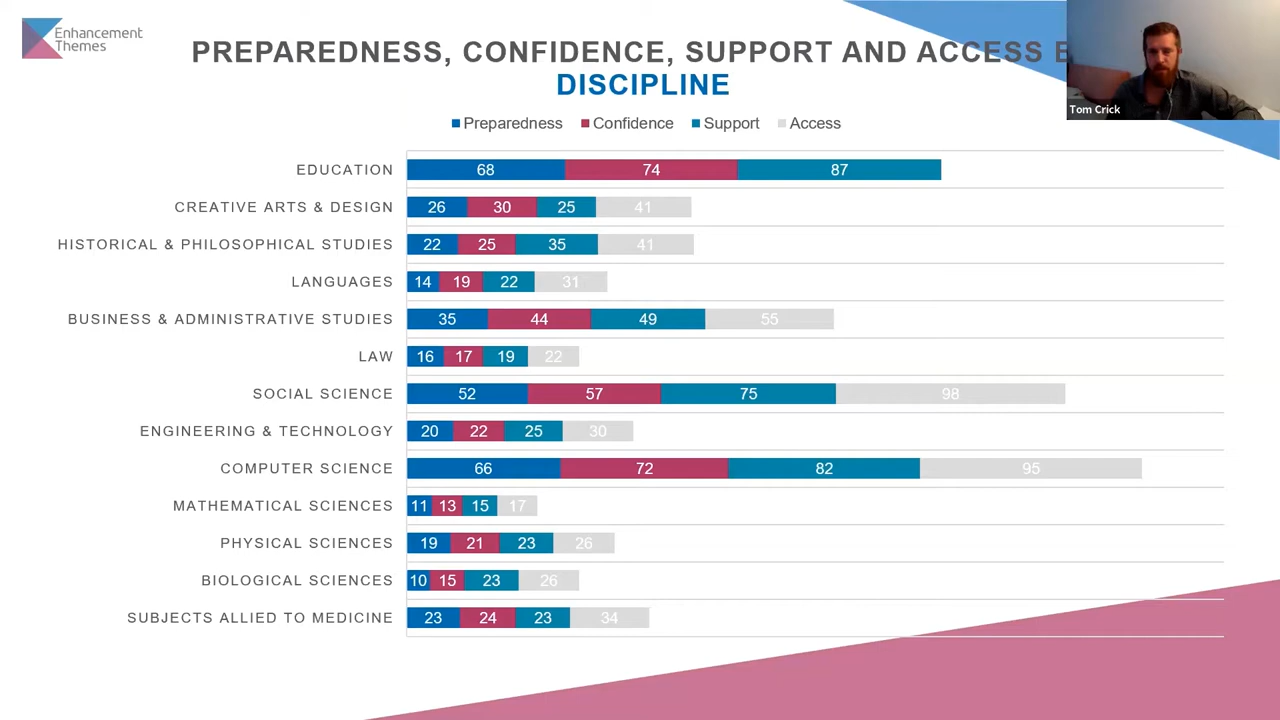 Enhancement
Themes
PREPAREDNESS, CONFIDENCE, SUPPORT AND ACCESS
DISCIPLINE
Tom Crick
Preparedness Confidence Support Access
EDUCATION 68 74 87
CREATIVE ARTS & DESIGN 26 30 25 41
HISTORICAL & PHILOSOPHICAL STUDIES 22 25 35 41
LANGUAGES 14 19 22 31
BUSINESS & ADMINISTRATIVE STUDIES 35 44 49 55
LAW 16 17 19 22
SOCIAL SCIENCE 52 57 75 98
ENGINEERING & TECHNOLOGY 20 22 25 30
COMPUTER SCIENCE 66 72 82 95
MATHEMATICAL SCIENCES 11 13 15 17
PHYSICAL SCIENCES 19 21 23 26
BIOLOGICAL SCIENCES 10 15 23 26
SUBJECTS ALLIED TO MEDICINE 23 24 23 34